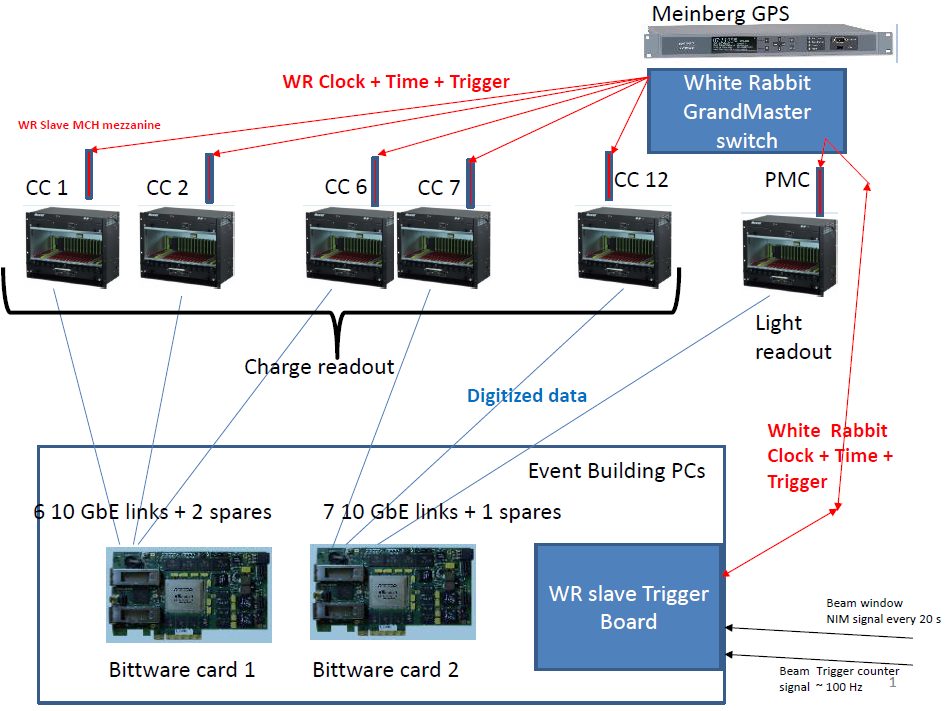 Meinberg GPS
WR Clock + Time + Trigger
White Rabbit
GrandMaster
switch
WR Slave MCH mezzanine
CC 1
CC 2
CC 6
CC 7
CC 12
PMC
Light
readout
Charge readout
Digitized data
White Rabbit
Clock + Time +
Trigger
Event Building PCs
6 10 GbE links + 2 spares
7 10 GbE links + 1 spares
WR slave Trigger
Board
Beam window
NIM signal every 20 s
Bittware card 1
Bittware card 2
Beam Trigger counter
signal ~ 100 Hz
1